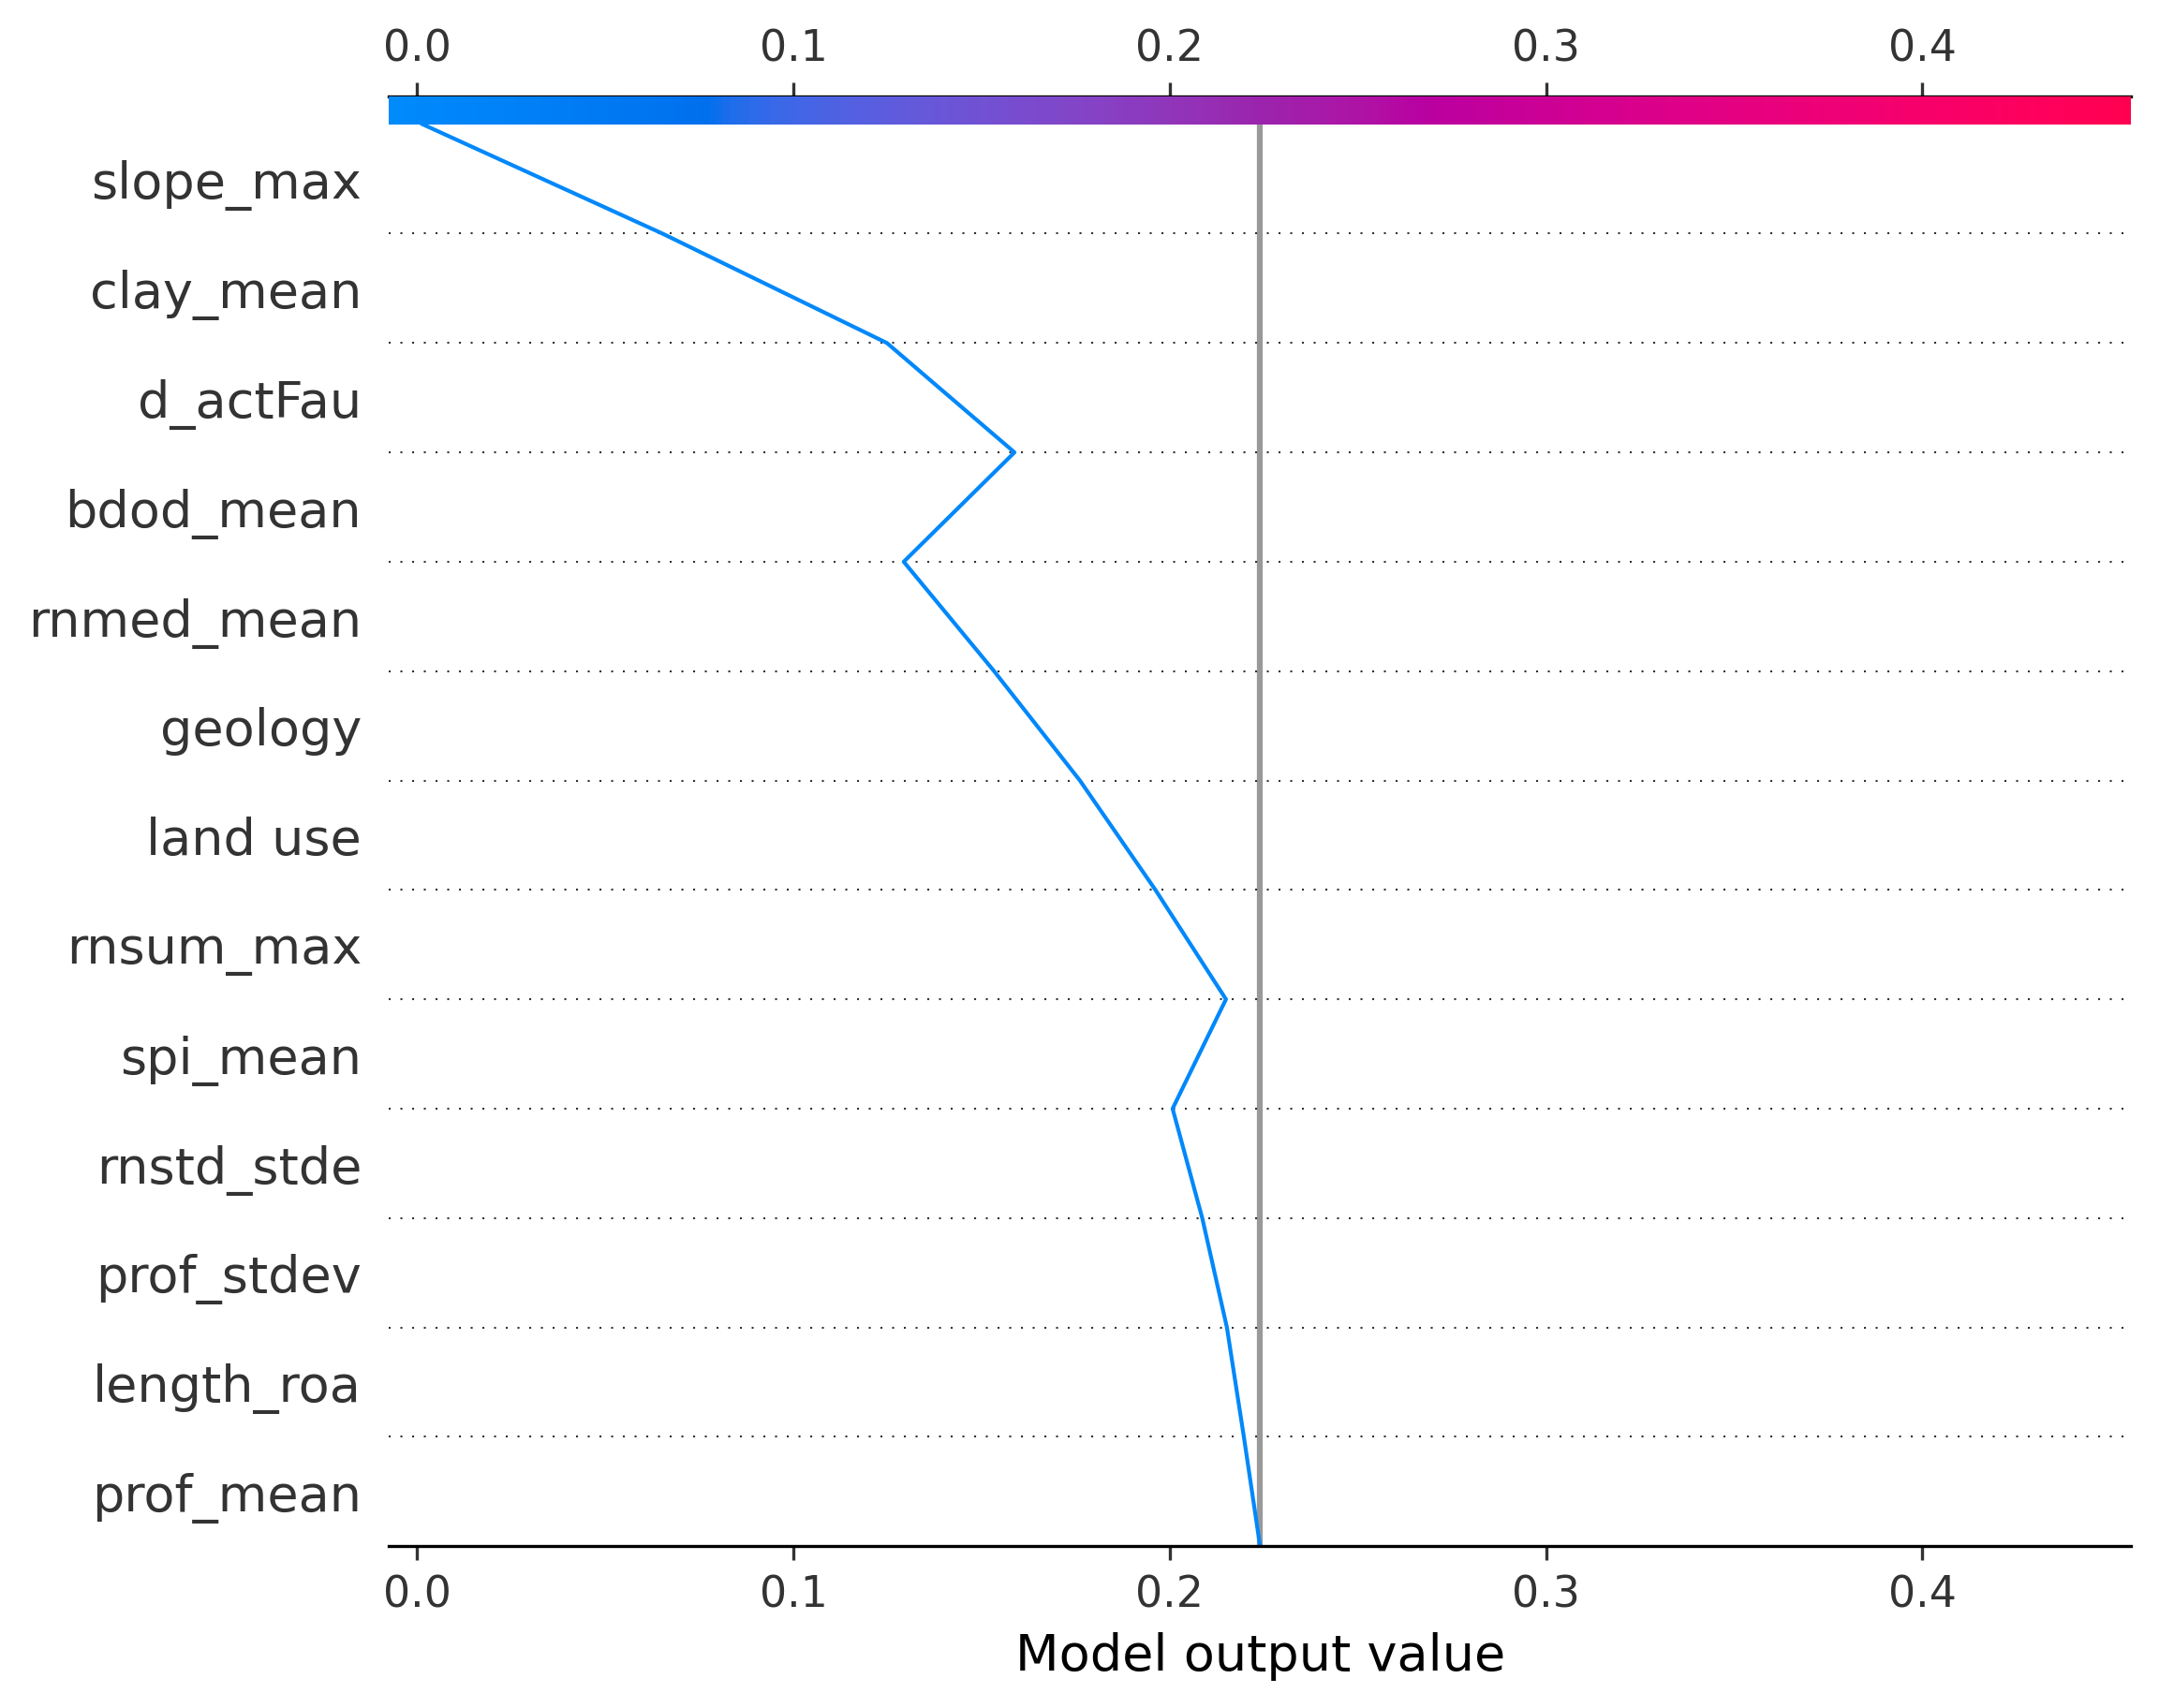 0.0 0.1 0.2 0.3 0.4
slope_max
clay_mean
d_actFau
bdod_mean
rnmed_mean
geology
land use
rnsum_max
spi_mean
rnstd_stde
prof_stdev
length_roa
prof_mean
0.0 0.1 0.2 0.3 0.4
Model output value